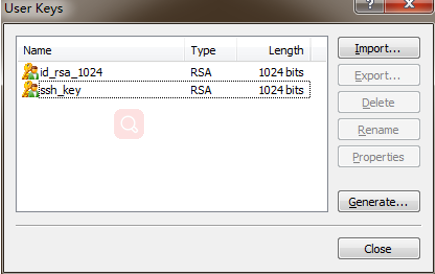 User Keys
?
Name Type Length
id_rsa_1024 RSA 1024 bits
ssh_key RSA 1024 bits
Import...
Export...
Delete
Rename
Properties
Generate...
Close